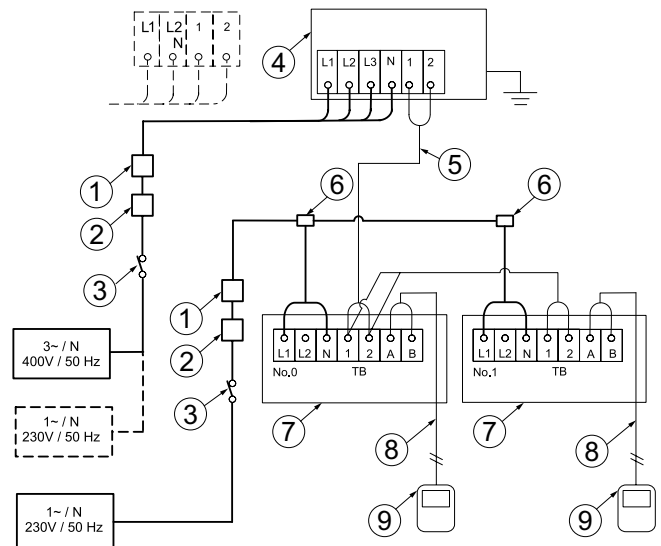 L1 L2 N 1 2
4
L1 L2 L3 N 1 2
1
5
2
6
6
3
1
3~ / N
400V / 50 Hz
2
L1 L2 N 1 2 A B
L1 L2 N 1 2 A B
No.0 TB
No.1 TB
3
1~ / N
230V / 50 Hz
7
7
8
8
1~ / N
230V / 50 Hz
9
9